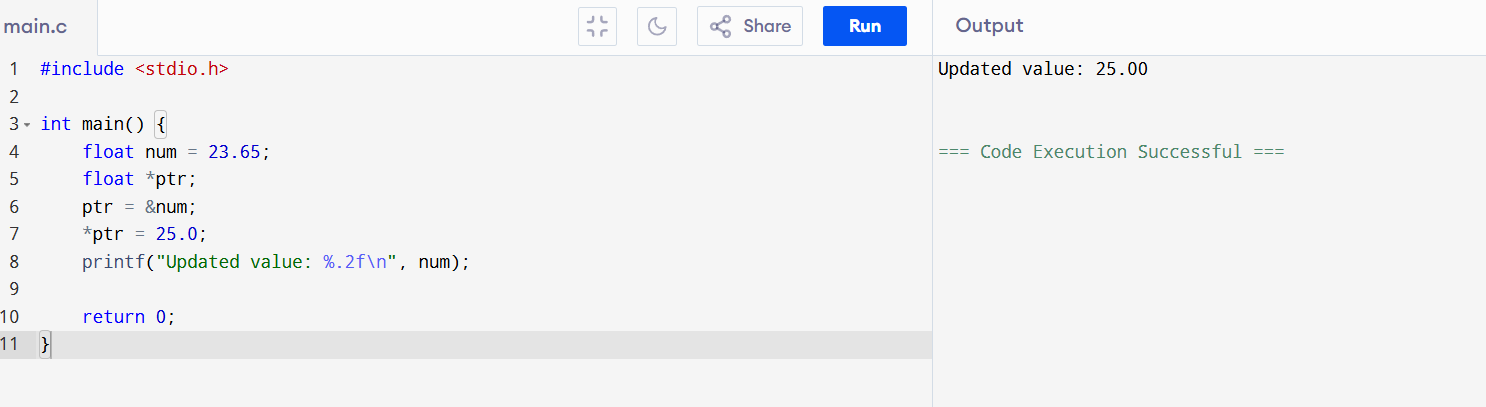 main.c
Share
Run
Output
1 #include <stdio.h>
2
3 int main() {
4     float num = 23.65;
5     float *ptr;
6     ptr = &num;
7     *ptr = 25.0;
8     printf("Updated value: %.2f\n", num);
9
10     return 0;
11 }
Updated value: 25.00
=== Code Execution Successful ===